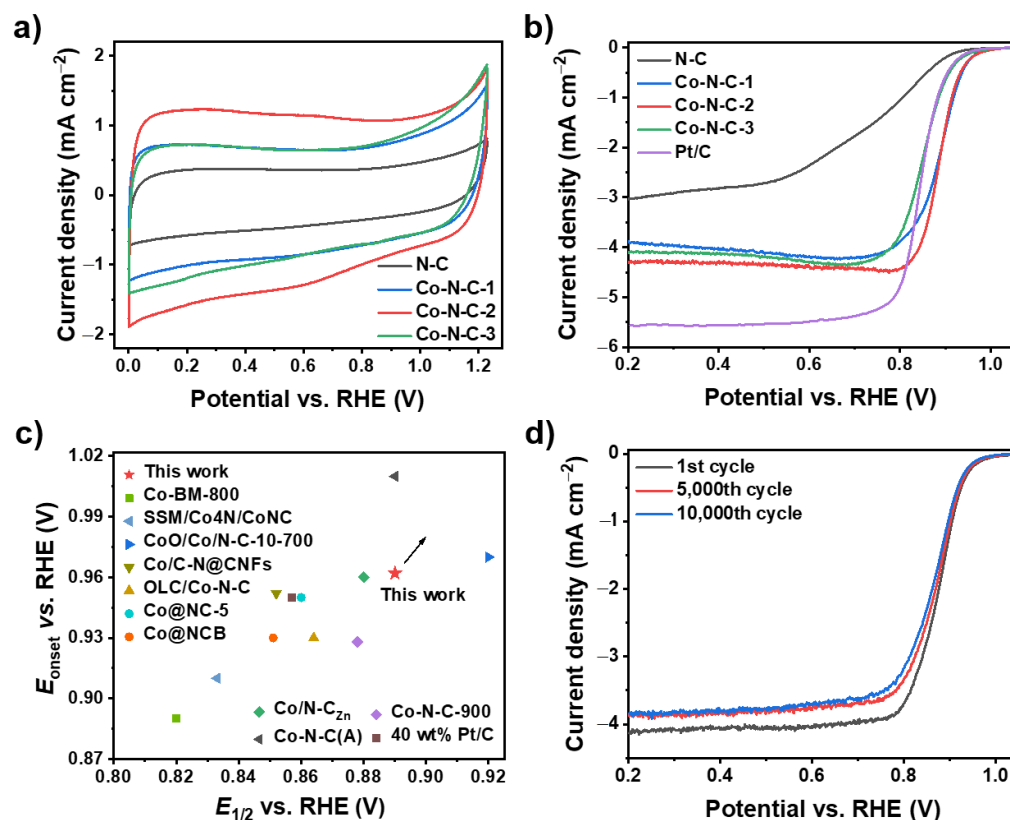 a)
Current density (mA cm⁻²)
2
1
0
−1
−2
N-C
Co-N-C-1
Co-N-C-2
Co-N-C-3
0.0 0.2 0.4 0.6 0.8 1.0 1.2
Potential vs. RHE (V)
b)
Current density (mA cm⁻²)
0
−1
−2
−3
−4
−5
−6
N-C
Co-N-C-1
Co-N-C-2
Co-N-C-3
Pt/C
0.2 0.4 0.6 0.8 1.0
Potential vs. RHE (V)
c)
E_onset vs. RHE (V)
1.02
0.99
0.96
0.93
0.90
0.87
This work
Co-BM-800
SSM/Co4N/CoNC
CoO/Co/N-C-10-700
Co/C-N@CNFs
OLC/Co-N-C
Co@NC-5
Co@NCB
This work
Co/N-C_Zn
Co-N-C-900
Co-N-C(A)
40 wt% Pt/C
0.80 0.82 0.84 0.86 0.88 0.90 0.92
E_1/2 vs. RHE (V)
d)
Current density (mA cm⁻²)
0
−1
−2
−3
−4
−5
1st cycle
5,000th cycle
10,000th cycle
0.2 0.4 0.6 0.8 1.0
Potential vs. RHE (V)